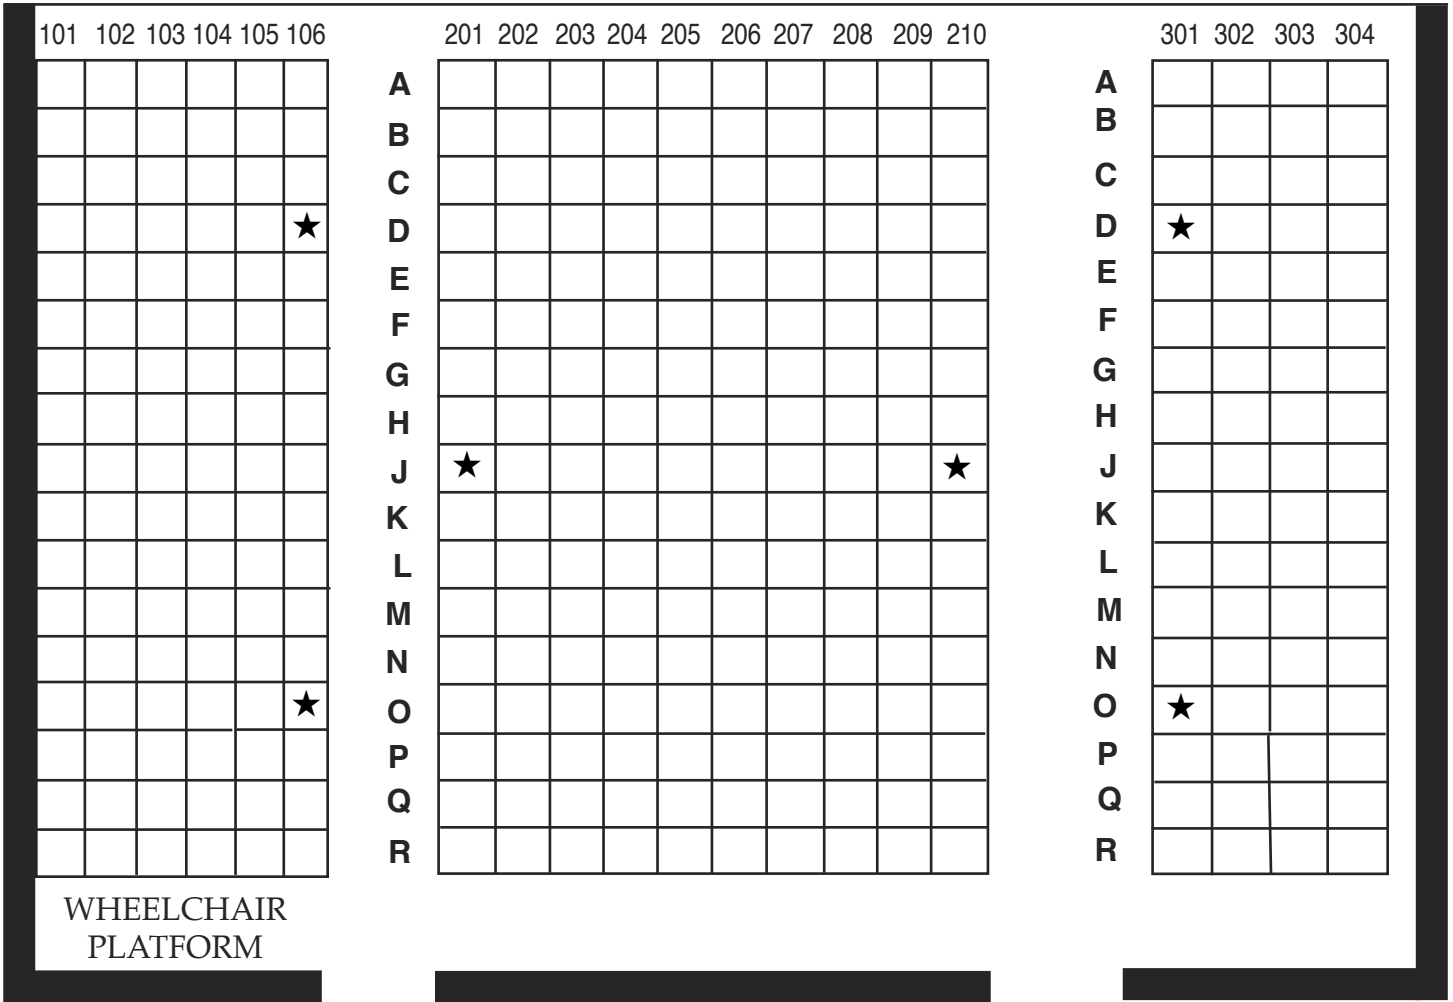 101 102 103 104 105 106 201 202 203 204 205 206 207 208 209 210 301 302 303 304
A A
B B
C C
★ D D ★
E E
F F
G G
H H
★ J ★ J
K K
L L
M M
N N
★ O O ★
P P
Q Q
R R
WHEELCHAIR
PLATFORM